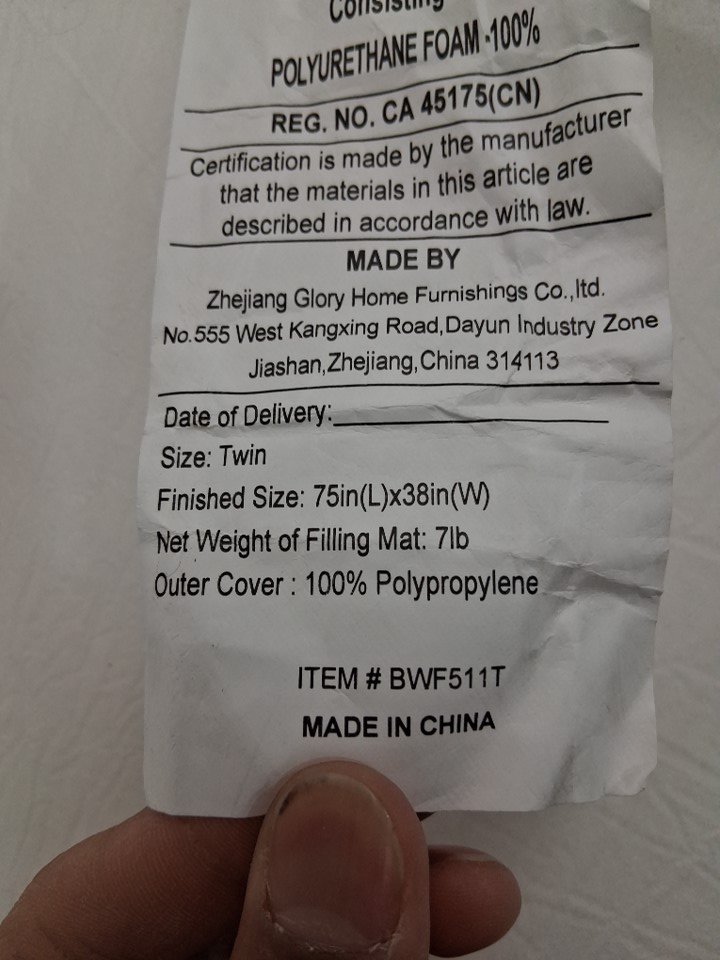 Consisting
POLYURETHANE FOAM -100%
REG. NO. CA 45175(CN)
Certification is made by the manufacturer
that the materials in this article are
described in accordance with law.
MADE BY
Zhejiang Glory Home Furnishings Co.,ltd.
No.555 West Kangxing Road,Dayun Industry Zone
Jiashan,Zhejiang,China 314113
Date of Delivery:
Size: Twin
Finished Size: 75in(L)x38in(W)
Net Weight of Filling Mat: 7lb
Outer Cover : 100% Polypropylene
ITEM # BWF511T
MADE IN CHINA